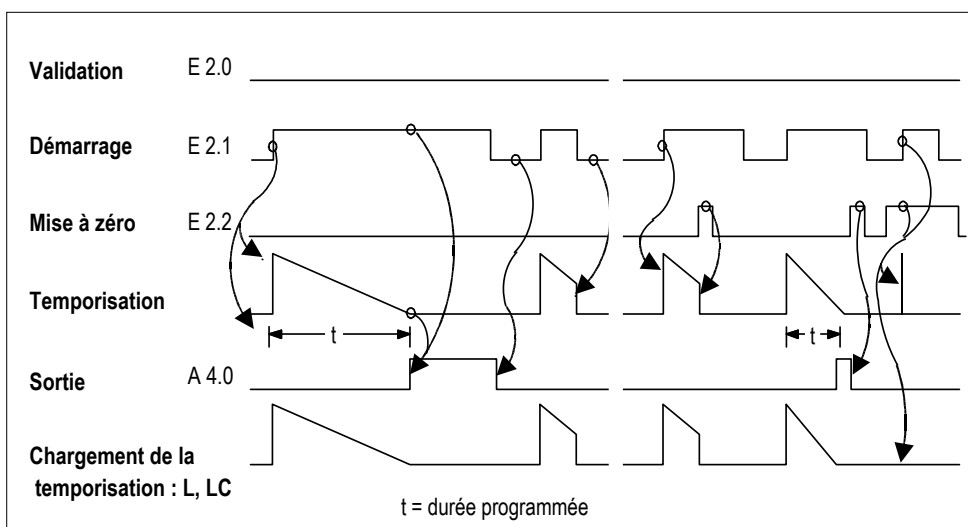 Validation E 2.0
Démarrage E 2.1
Mise à zéro E 2.2
Temporisation
t t
Sortie A 4.0
Chargement de la
temporisation : L, LC
t = durée programmée